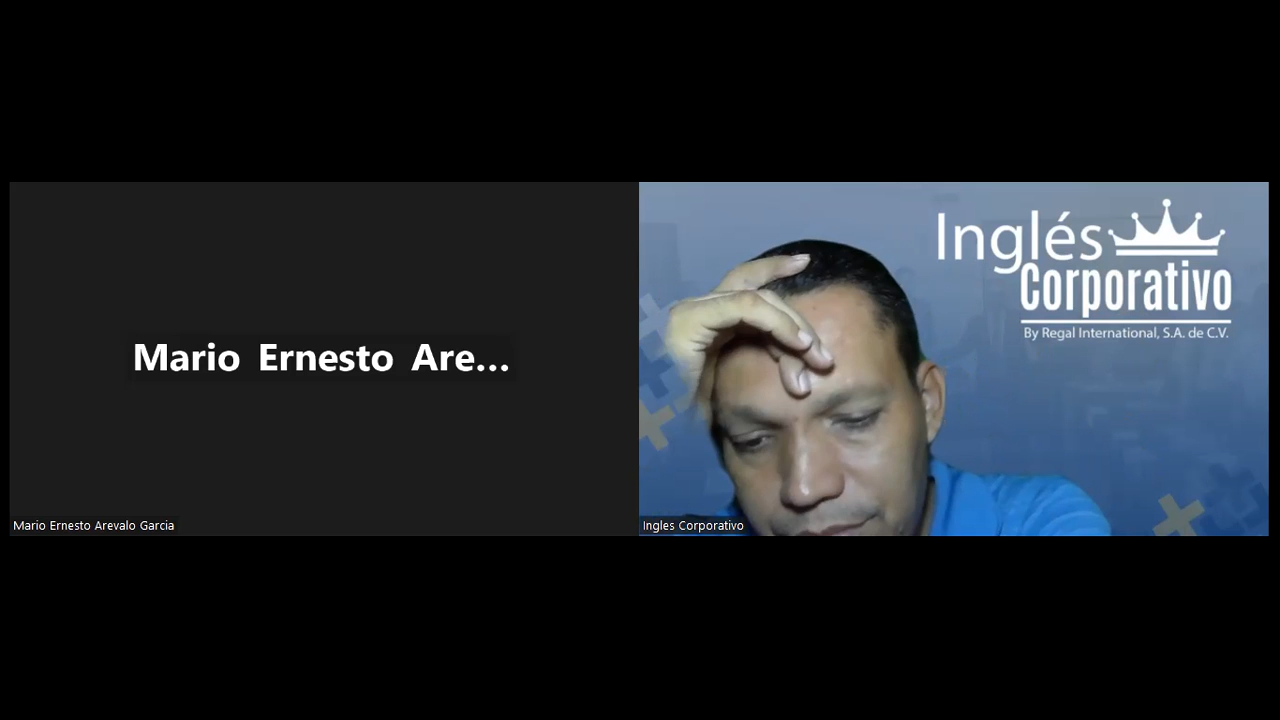 Mario Ernesto Are...
Mario Ernesto Arevalo Garcia
Inglés
Corporativo
By Regal International, S.A. de C.V.
Ingles Corporativo